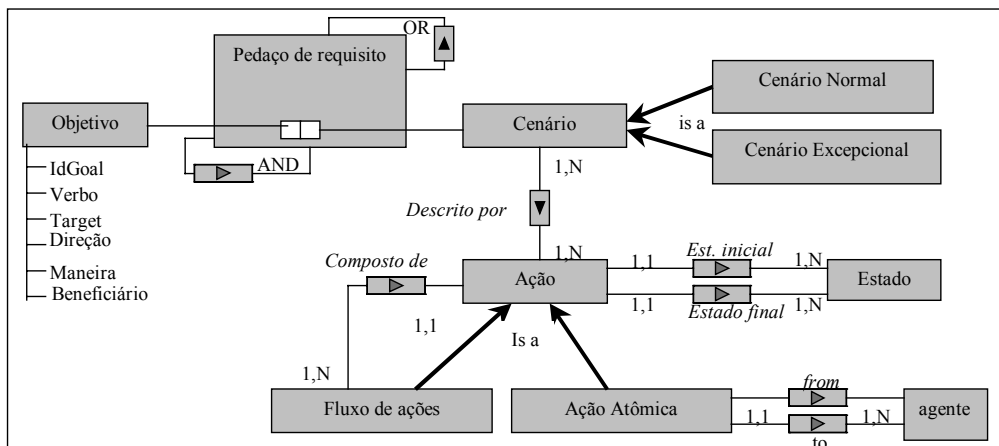 OR
Pedaço de requisito
Cenário Normal
Objetivo
Cenário
is a
Cenário Excepcional
AND
IdGoal
Verbo
Target
Direção
Maneira
Beneficiário
1,N
Descrito por
1,N
Composto de
Ação
1,1
Est. inicial
1,N
Estado
1,1
Estado final
1,N
1,1
Is a
1,N
Fluxo de ações
Ação Atômica
from
agente
1,1
1,N
to